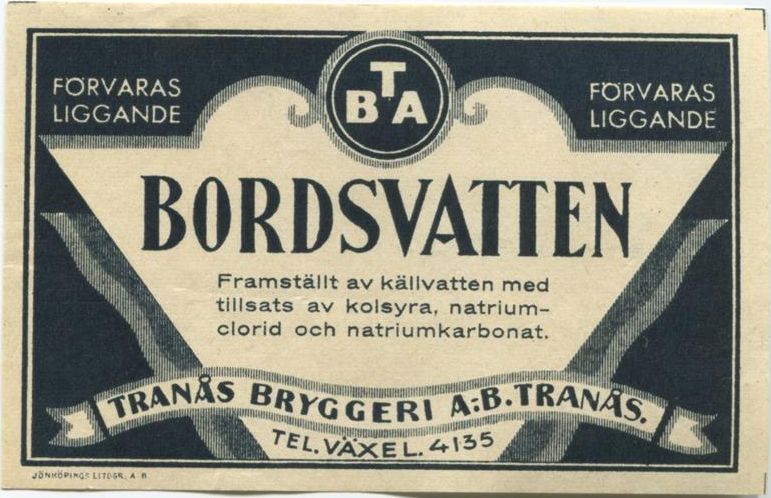 FÖRVARAS
LIGGANDE
T
B A
FÖRVARAS
LIGGANDE
BORDSVATTEN
Framställt av källvatten med
tillsats av kolsyra, natrium-
clorid och natriumkarbonat.
TRANÅS BRYGGERI A:B. TRANÅS.
TEL. VÄXEL. 4135
JÖNKÖPINGS LITOGR. A B